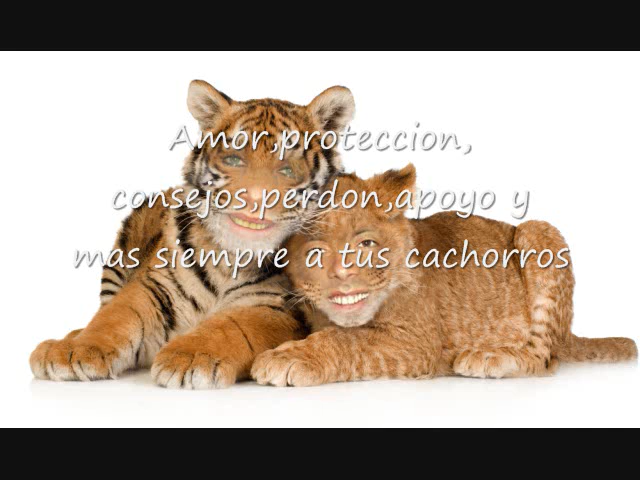 Amor,proteccion,
consejos,perdon,apoyo y
mas siempre a tus cachorros